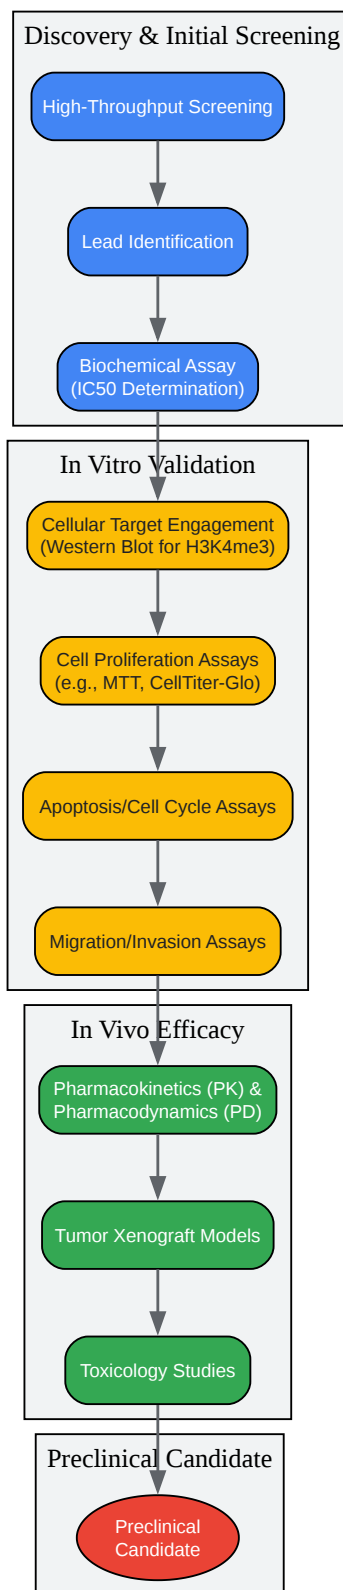 Discovery & Initial Screening
High-Throughput Screening
Lead Identification
Biochemical Assay
(IC50 Determination)
In Vitro Validation
Cellular Target Engagement
(Western Blot for H3K4me3)
Cell Proliferation Assays
(e.g., MTT, CellTiter-Glo)
Apoptosis/Cell Cycle Assays
Migration/Invasion Assays
In Vivo Efficacy
Pharmacokinetics (PK) &
Pharmacodynamics (PD)
Tumor Xenograft Models
Toxicology Studies
Preclinical Candidate
Preclinical
Candidate